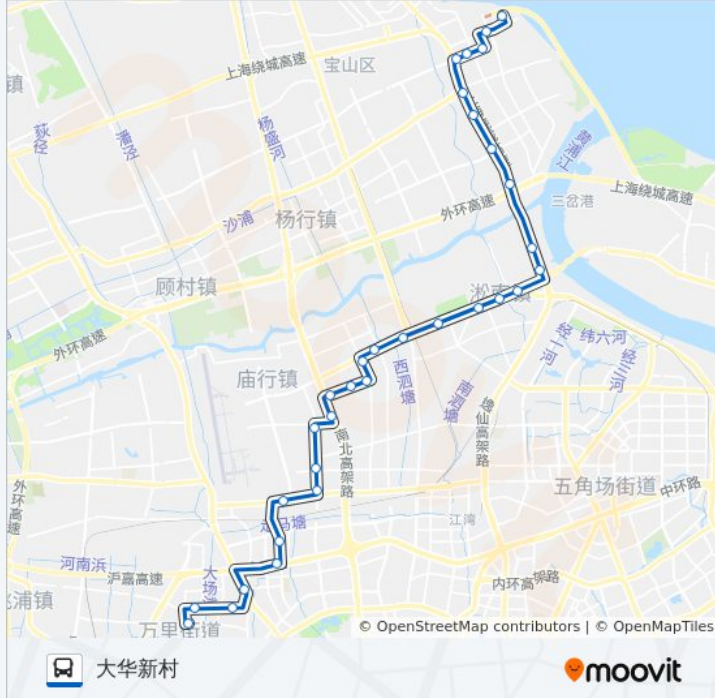 上海绕城高速
宝山区
镇
荻泾
潘泾
杨盛河
黄浦江
上海绕城高速
三岔港
外环高速
沙浦
杨行镇
顾村镇
淞南镇
外环高速
纬六河
经一河
经三河
庙行镇
西泗塘
南泗塘
逸仙高架路
南北高架路
五角场街道
中环路
外环高速
走马塘
江湾
河南浜
沪嘉高速
内环高架路
桃浦镇
万里街道
© OpenStreetMap contributors | © OpenMapTiles
大华新村
moovit